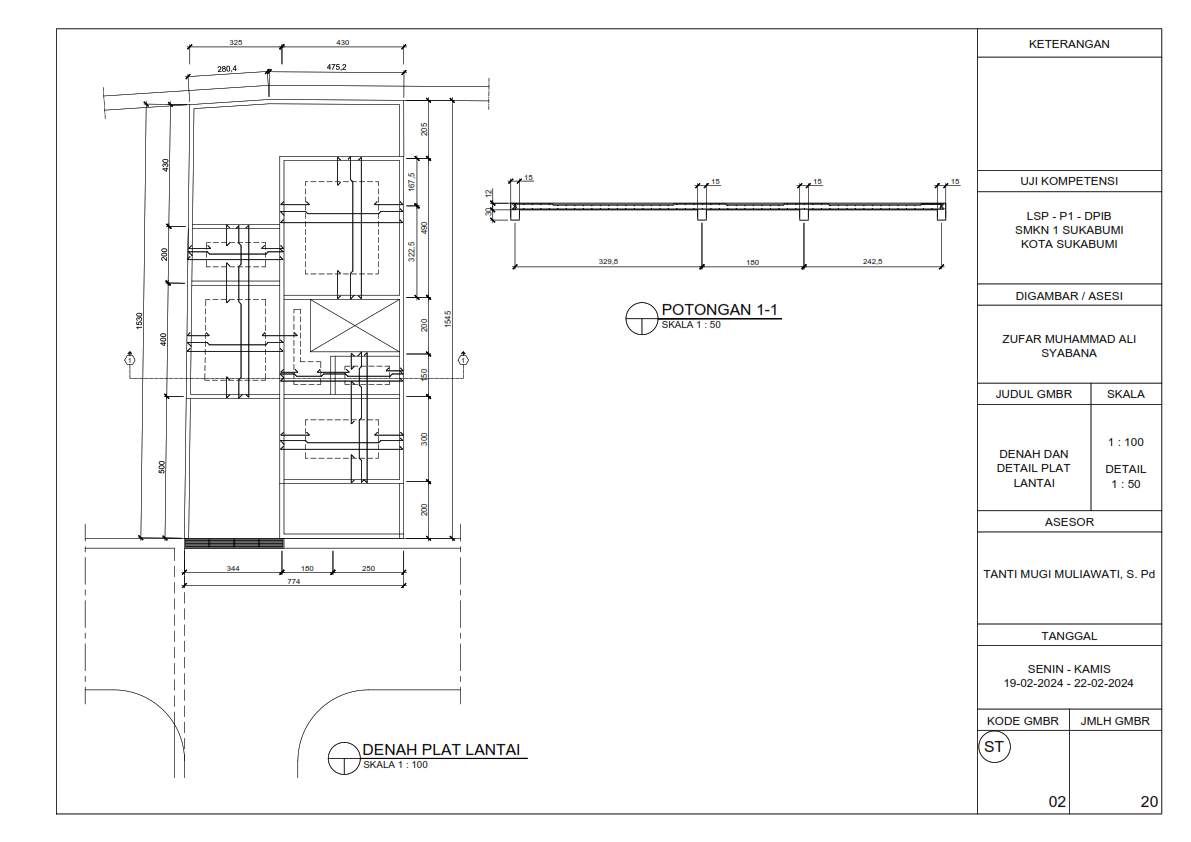 325
430
280,4
475,2
430
200
1530
400
500
205
167,5
490
322,5
200
1545
150
300
200
1
1
344
180
250
774
DENAH PLAT LANTAI
SKALA 1 : 100
15
15
15
15
12
30
329,8
180
242,5
POTONGAN 1-1
SKALA 1 : 50
KETERANGAN
UJI KOMPETENSI
LSP - P1 - DPIB
SMKN 1 SUKABUMI
KOTA SUKABUMI
DIGAMBAR / ASESI
ZUFAR MUHAMMAD ALI
SYABANA
JUDUL GMBR
SKALA
DENAH DAN
DETAIL PLAT
LANTAI
1 : 100
DETAIL
1 : 50
ASESOR
TANTI MUGI MULIAWATI, S. Pd
TANGGAL
SENIN - KAMIS
19-02-2024 - 22-02-2024
KODE GMBR
JMLH GMBR
ST
02
20